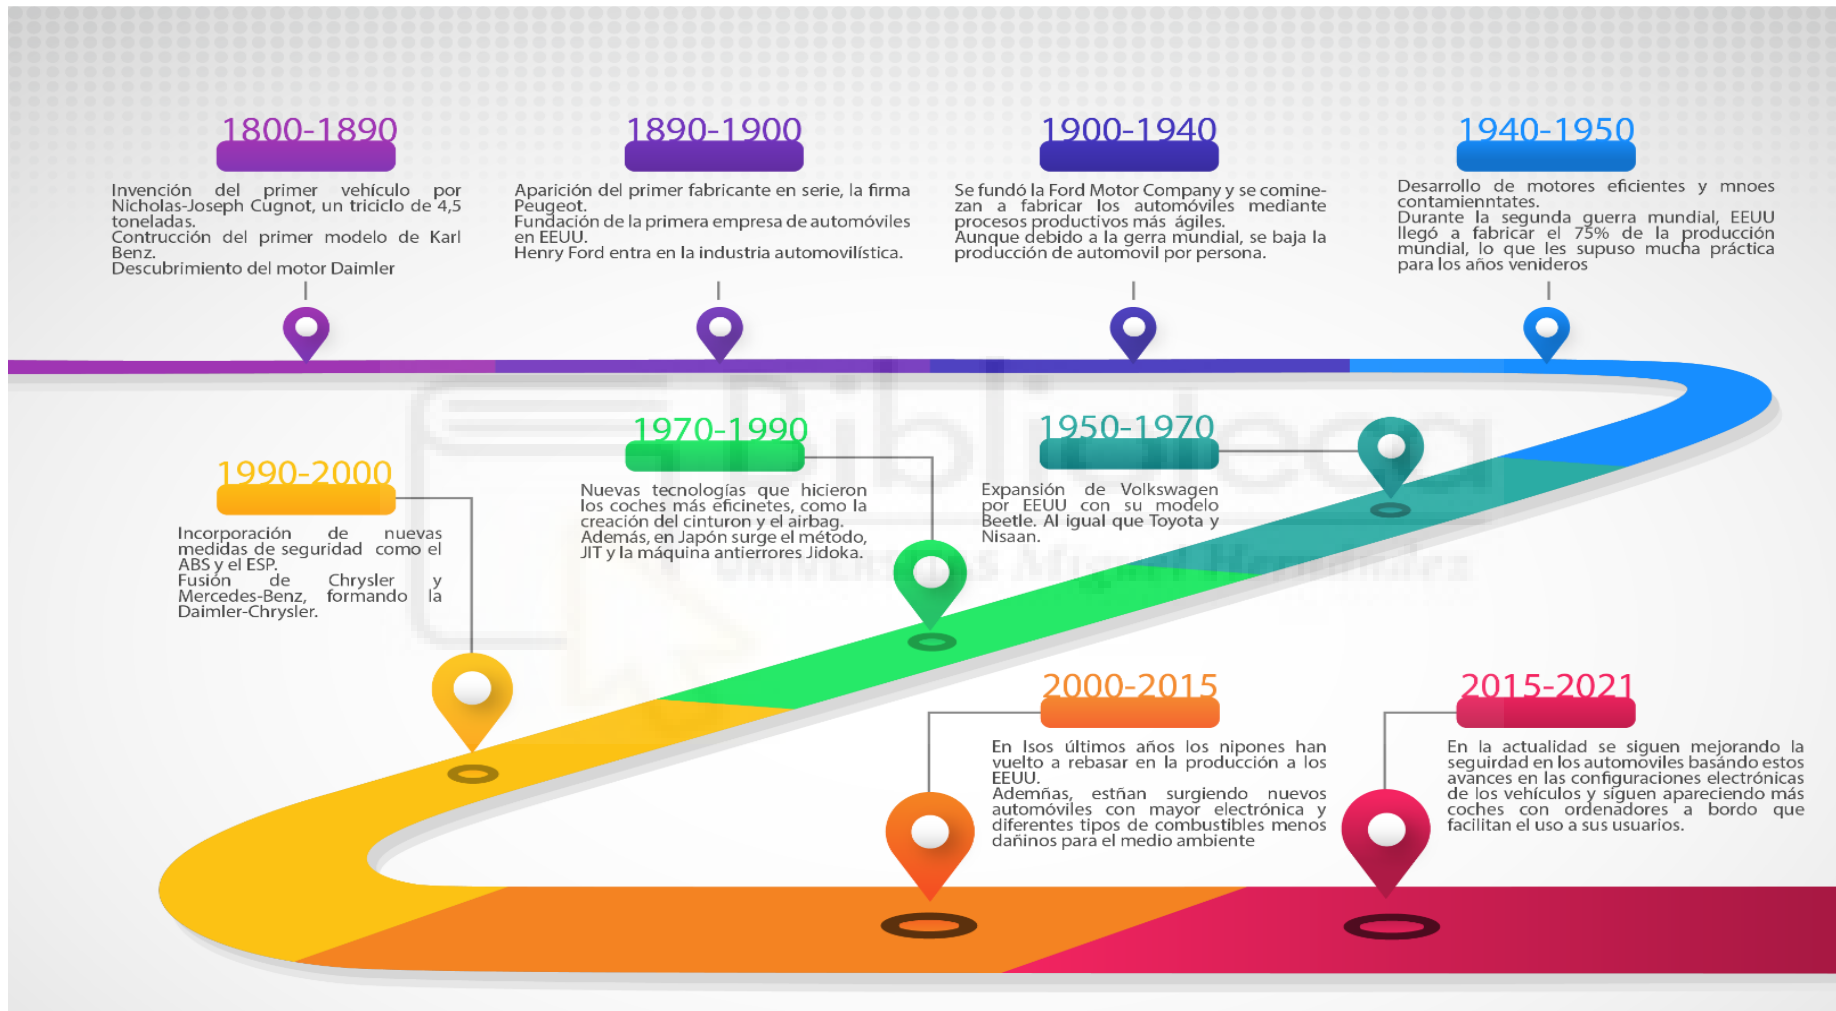 1800-1890
Invención del primer vehículo por
Nicholas-Joseph Cugnot, un triciclo de 4,5
toneladas.
Contrucción del primer modelo de Karl
Benz.
Descubrimiento del motor Daimler
1890-1900
Aparición del primer fabricante en serie, la firma
Peugeot.
Fundación de la primera empresa de automóviles
en EEUU.
Henry Ford entra en la industria automovilística.
1900-1940
Se fundó la Ford Motor Company y se comine-
zan a fabricar los automóviles mediante
procesos productivos más ágiles.
Aunque debido a la gerra mundial, se baja la
producción de automovil por persona.
1940-1950
Desarrollo de motores eficientes y mnoes
contamienntates.
Durante la segunda guerra mundial, EEUU
llegó a fabricar el 75% de la producción
mundial, lo que les supuso mucha práctica
para los años venideros
1950-1970
Expansión de Volkswagen
por EEUU con su modelo
Beetle. Al igual que Toyota y
Nisaan.
1970-1990
Nuevas tecnologías que hicieron
los coches más eficinetes, como la
creación del cinturon y el airbag.
Además, en Japón surge el método,
JIT y la máquina antierrores Jidoka.
1990-2000
Incorporación de nuevas
medidas de seguridad como el
ABS y el ESP.
Fusión de Chrysler y
Mercedes-Benz, formando la
Daimler-Chrysler.
2000-2015
En lsos últimos años los nipones han
vuelto a rebasar en la producción a los
EEUU.
Ademñas, estñan surgiendo nuevos
automóviles con mayor electrónica y
diferentes tipos de combustibles menos
dañinos para el medio ambiente
2015-2021
En la actualidad se siguen mejorando la
seguirdad en los automóviles basándo estos
avances en las configuraciones electrónicas
de los vehículos y siguen apareciendo más
coches con ordenadores a bordo que
facilitan el uso a sus usuarios.
Biblioteca
UNIVERSITAS Miguel Hernández